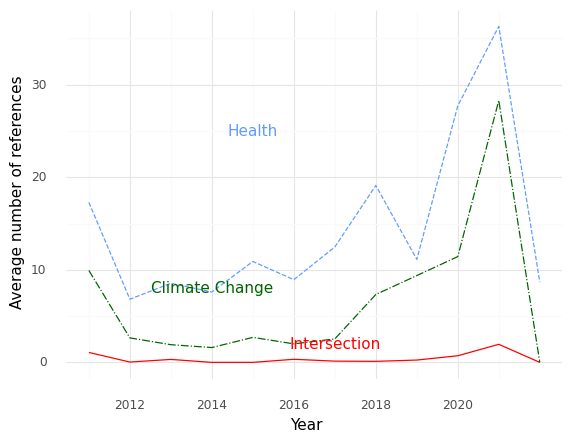 Average number of references
30
20
10
0
Health
Climate Change
Intersection
2012
2014
2016
2018
2020
Year